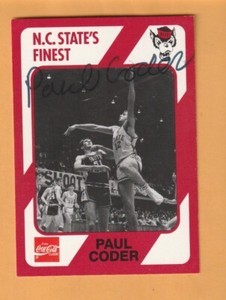 N.C. STATE'S
FINEST
Paul Coder
Coca-Cola
PAUL
CODER